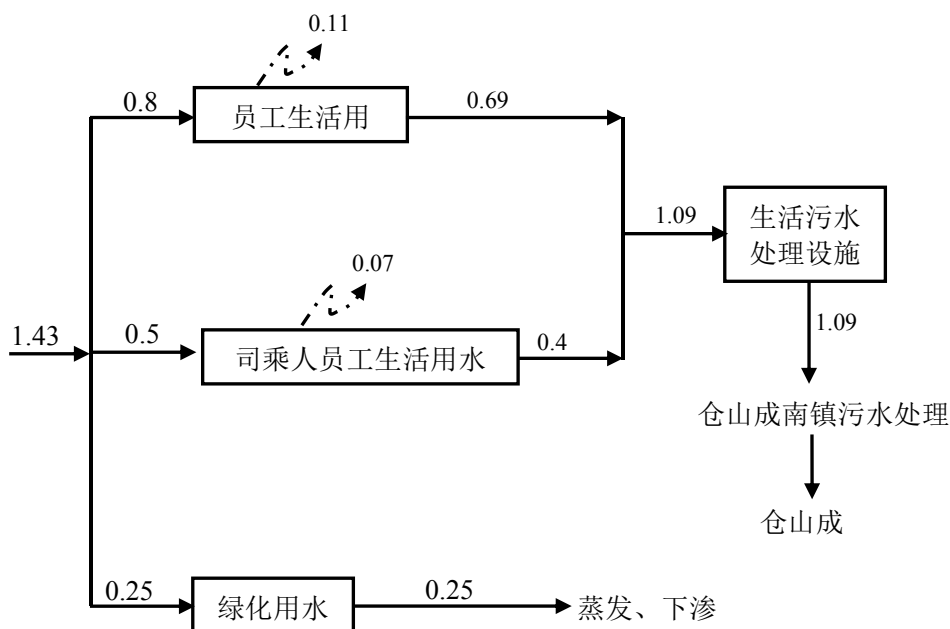 0.11
0.8
员工生活用
0.69
生活污水
处理设施
1.09
0.07
1.43
0.5
司乘人员工生活用水
0.4
1.09
仓山成南镇污水处理
仓山成
0.25
绿化用水
0.25
蒸发、下渗